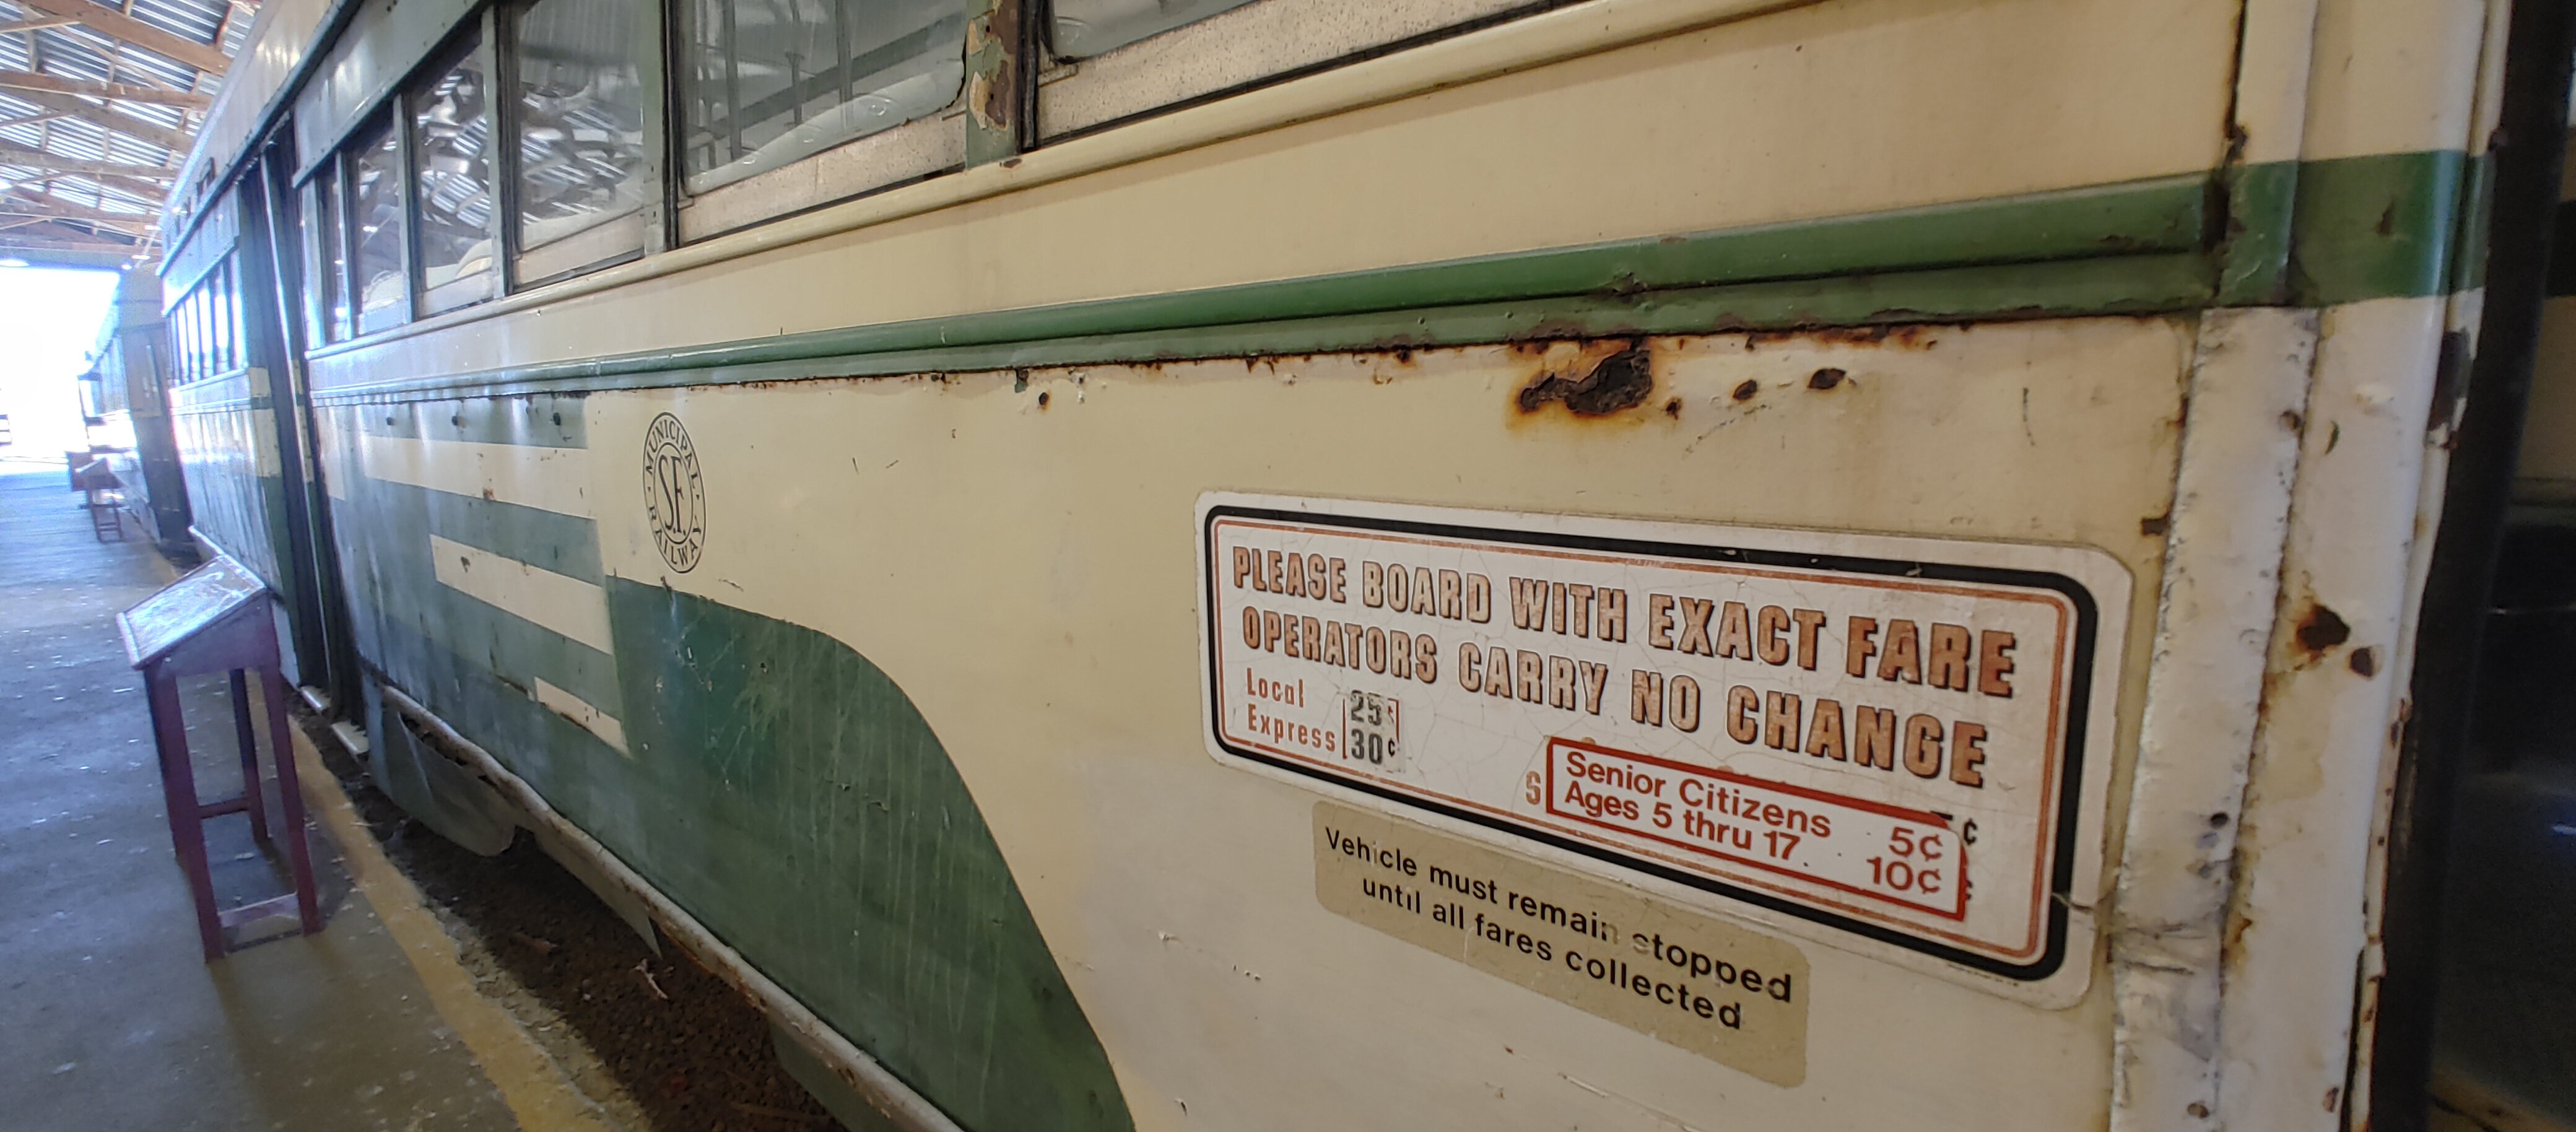 MUNICIPAL
S.F.
RAILWAY
PLEASE BOARD WITH EXACT FARE
OPERATORS CARRY NO CHANGE
Local 25¢
Express 30¢
Senior Citizens 5¢
Ages 5 thru 17 10¢
Vehicle must remain stopped
until all fares collected